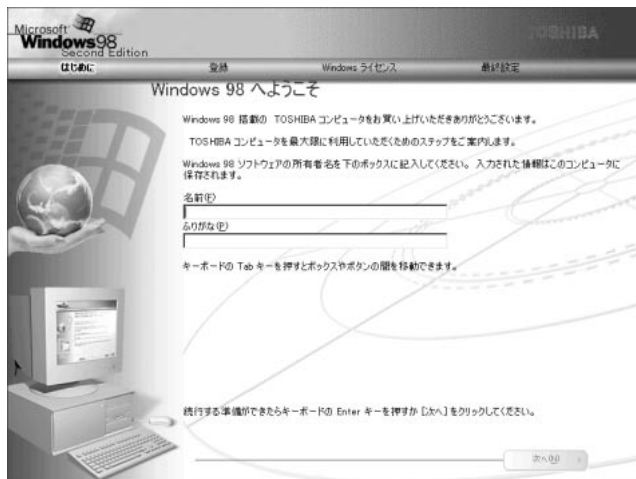 Microsoft
Windows98
Second Edition
TOSHIBA
はじめに 登録 Windows ライセンス 最終設定
Windows 98 へようこそ
Windows 98 搭載の TOSHIBA コンピュータをお買い上げいただきありがとうございます。
TOSHIBA コンピュータを最大限に利用していただくためのステップをご案内します。
Windows 98 ソフトウェアの所有者名を下のボックスに記入してください。 入力された情報はこのコンピュータに
保存されます。
名前(E)
ふりがな(P)
キーボードの Tab キーを押すとボックスやボタンの間を移動できます。
続行する準備ができたらキーボードの Enter キーを押すか [次へ] をクリックしてください。
次へ(N)